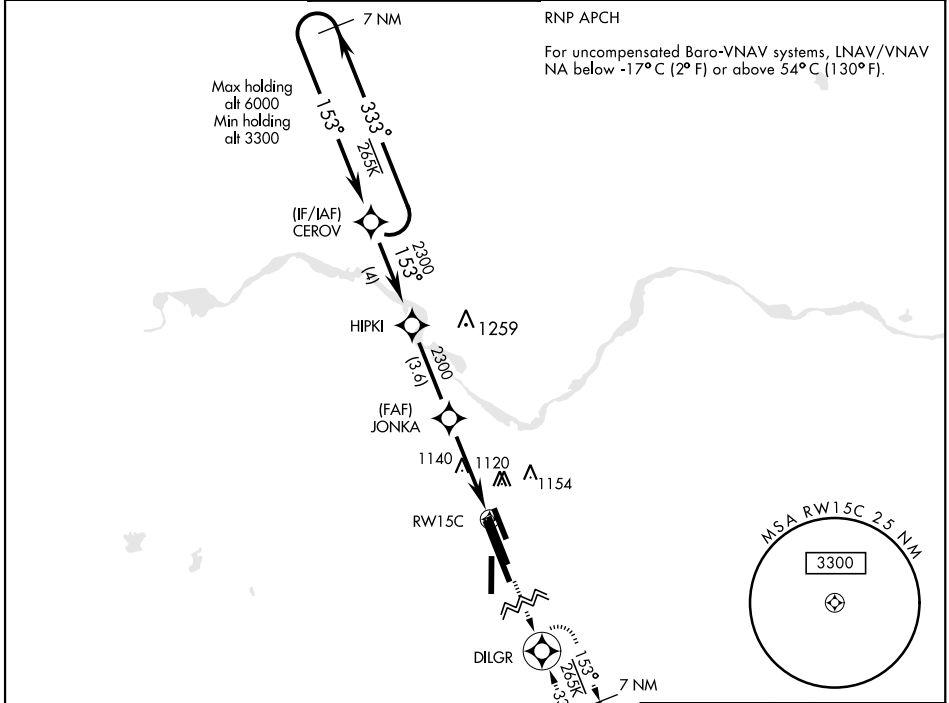 7 NM
RNP APCH
For uncompensated Baro-VNAV systems, LNAV/VNAV
NA below -17°C (2°F) or above 54°C (130°F).
Max holding
alt 6000
Min holding
alt 3300
153°
333°
265K
(IF/IAF)
CEROV
2300
153°
(4)
HIPKI
1259
2300
(3.6)
(FAF)
JONKA
1140
1120
1154
RW15C
MSA RW15C 25 NM
3300
DILGR
153°
265K
7 NM